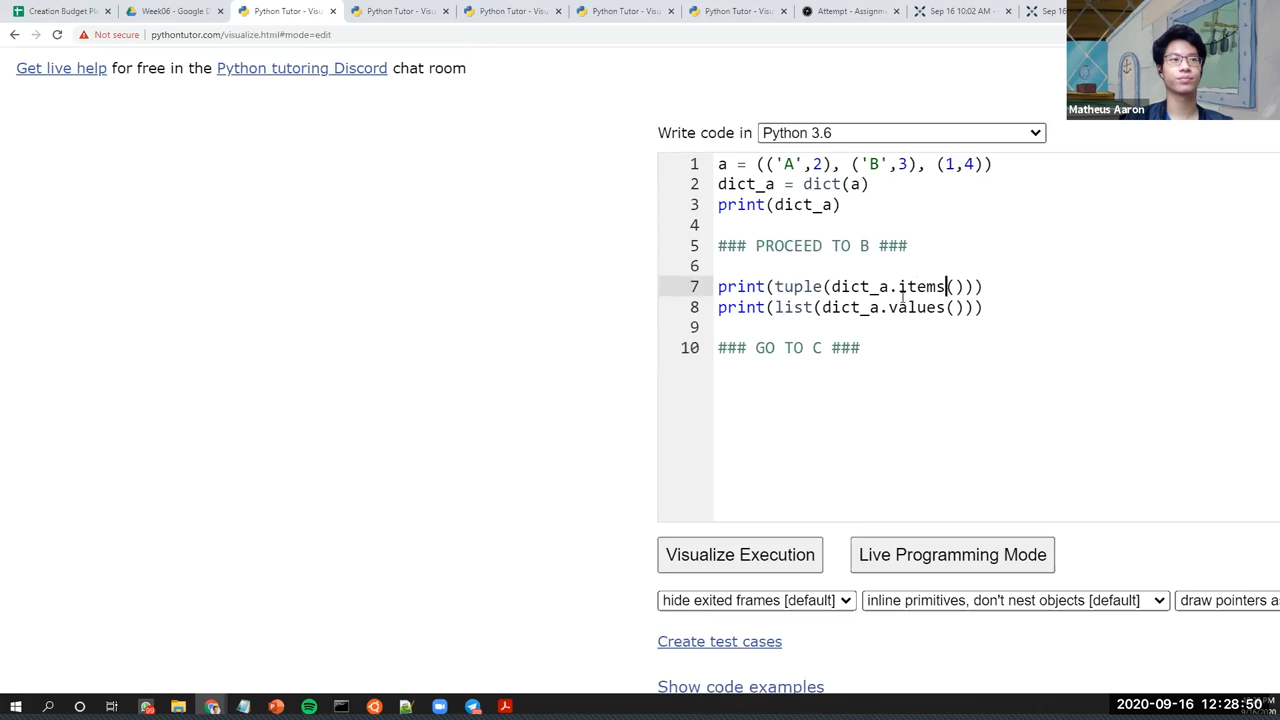 Creation Budget Pl
Week06 - Google D
Python Tutor - Visu
Python Tutor - Visu
Python Tutor - Visu
Python Tutor - Visu
Python Tutor - Visu
Attempt - Assignm
Sep 16 10:02 AM -
Sep 16
Not secure | pythontutor.com/visualize.html#mode=edit
Get live help for free in the Python tutoring Discord chat room
Matheus Aaron
Write code in Python 3.6
1 a = (('A',2), ('B',3), (1,4))
2 dict_a = dict(a)
3 print(dict_a)
4
5 ### PROCEED TO B ###
6
7 print(tuple(dict_a.items()))
8 print(list(dict_a.values()))
9
10 ### GO TO C ###
Visualize Execution Live Programming Mode
hide exited frames [default] inline primitives, don't nest objects [default] draw pointers a
Create test cases
Show code examples
2020-09-16 12:28:50